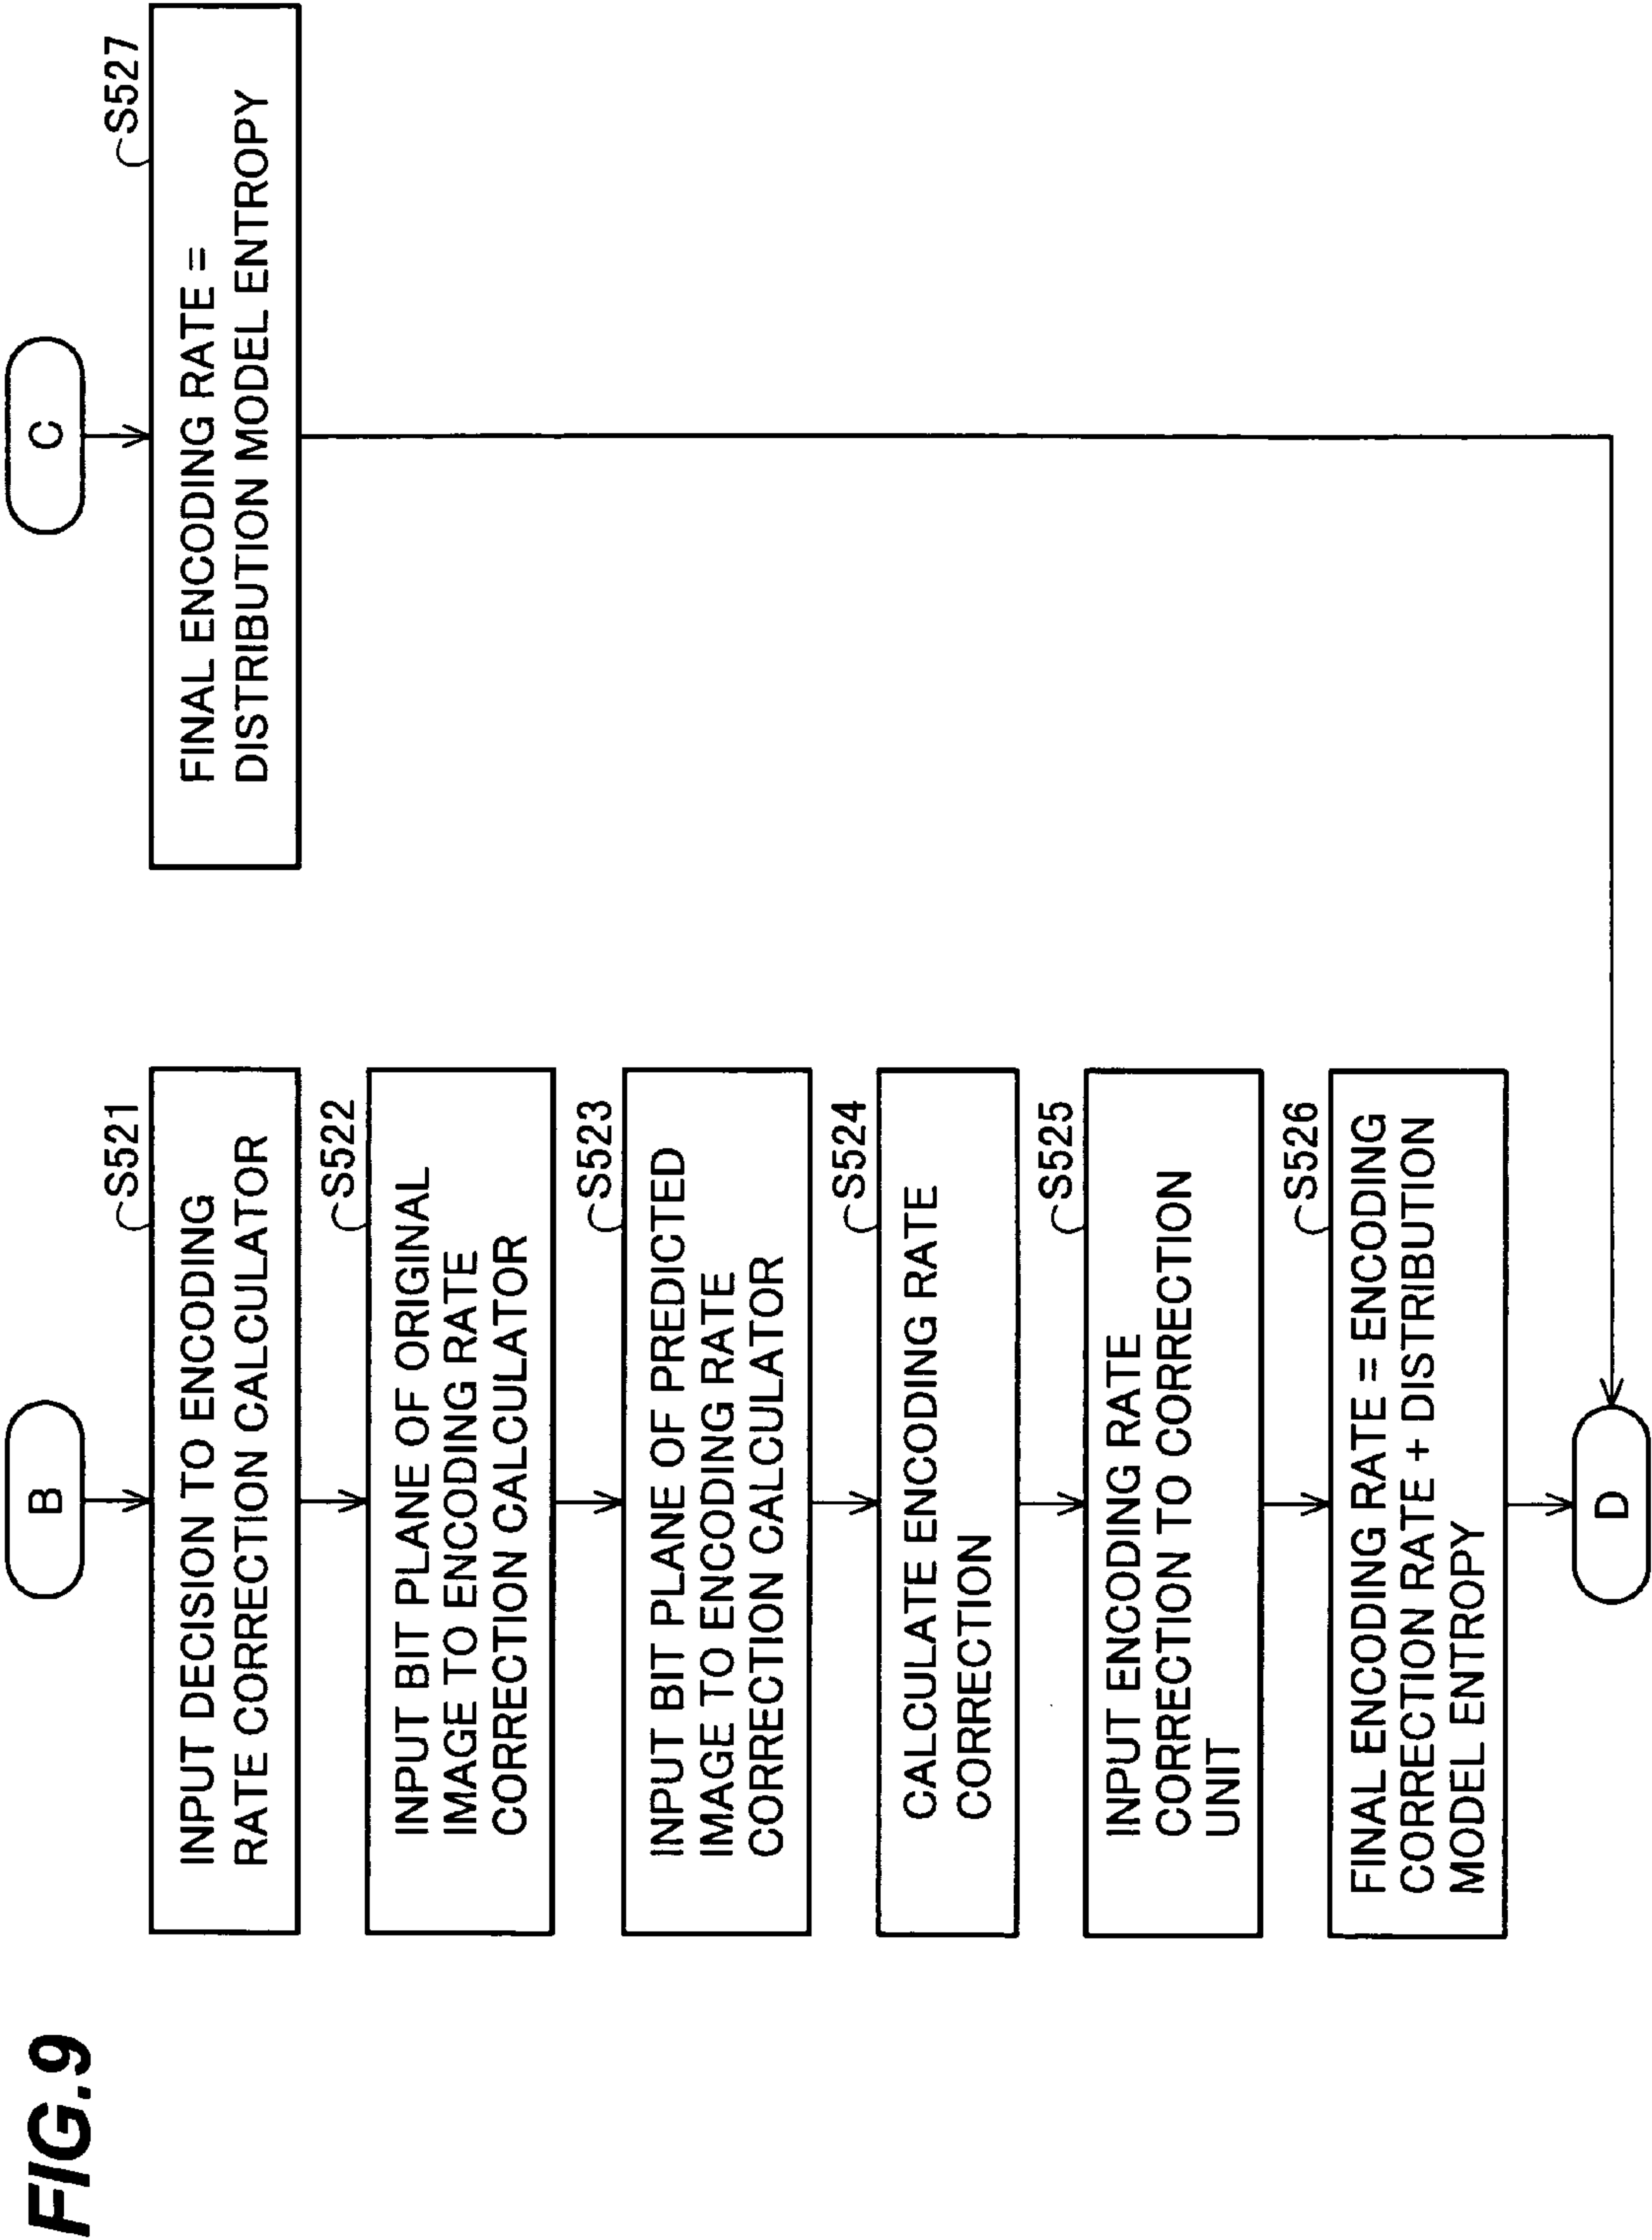 FIG.9
B
S521
INPUT DECISION TO ENCODING
RATE CORRECTION CALCULATOR
S522
INPUT BIT PLANE OF ORIGINAL
IMAGE TO ENCODING RATE
CORRECTION CALCULATOR
S523
INPUT BIT PLANE OF PREDICTED
IMAGE TO ENCODING RATE
CORRECTION CALCULATOR
S524
CALCULATE ENCODING RATE
CORRECTION
S525
INPUT ENCODING RATE
CORRECTION TO CORRECTION
UNIT
S526
FINAL ENCODING RATE = ENCODING
CORRECTION RATE + DISTRIBUTION
MODEL ENTROPY
D
C
S527
FINAL ENCODING RATE =
DISTRIBUTION MODEL ENTROPY